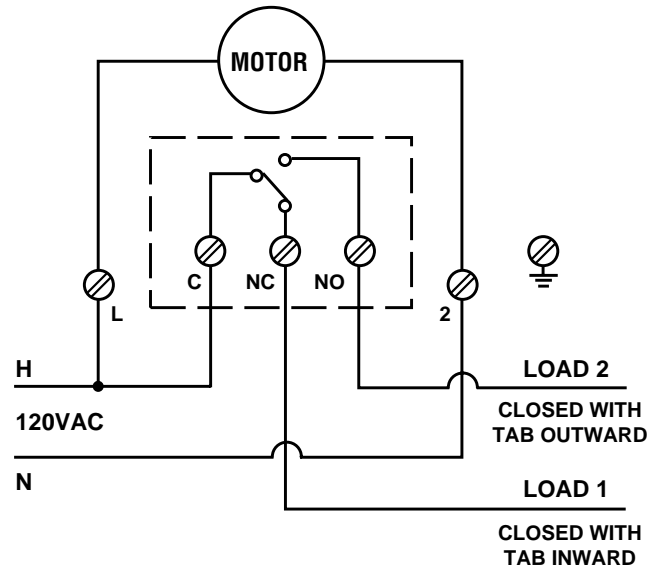 MOTOR
C NC NO
L 2
H LOAD 2
120VAC
CLOSED WITH
TAB OUTWARD
N
LOAD 1
CLOSED WITH
TAB INWARD